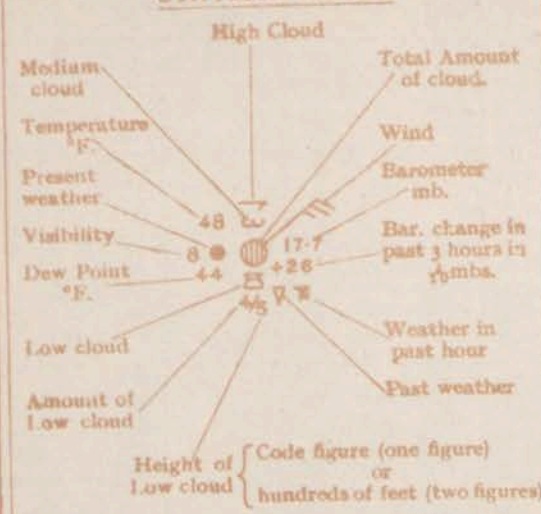 High Cloud
Medium cloud
Total Amount of cloud.
Temperature °F.
Wind
Present weather
Barometer mb.
48
Visibility
8
17·7
Bar. change in past 3 hours in 1/10 mbs.
+26
Dew Point °F.
44
4/5
Low cloud
Weather in past hour
Amount of Low cloud
Past weather
Height of Low cloud
Code figure (one figure)
or
hundreds of feet (two figures)